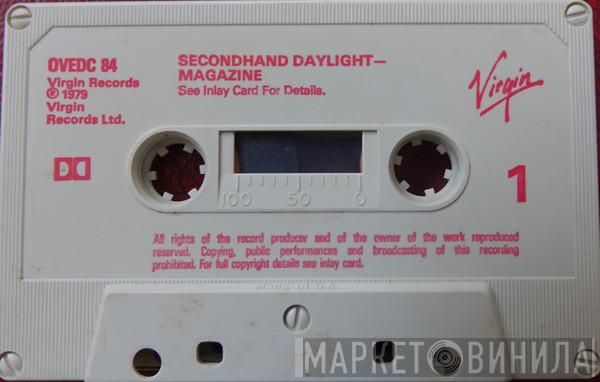 OVEDC 84
Virgin Records
℗ 1979
Virgin
Records Ltd.
SECONDHAND DAYLIGHT—
MAGAZINE
See Inlay Card For Details.
Virgin
1
100 50 0
All rights of the record producer and of the owner of the work reproduced
reserved. Copying, public performances and broadcasting of this recording
prohibited. For full copyright details see inlay card.
MADE IN U.K.
МАРКЕТ ВИНИЛА